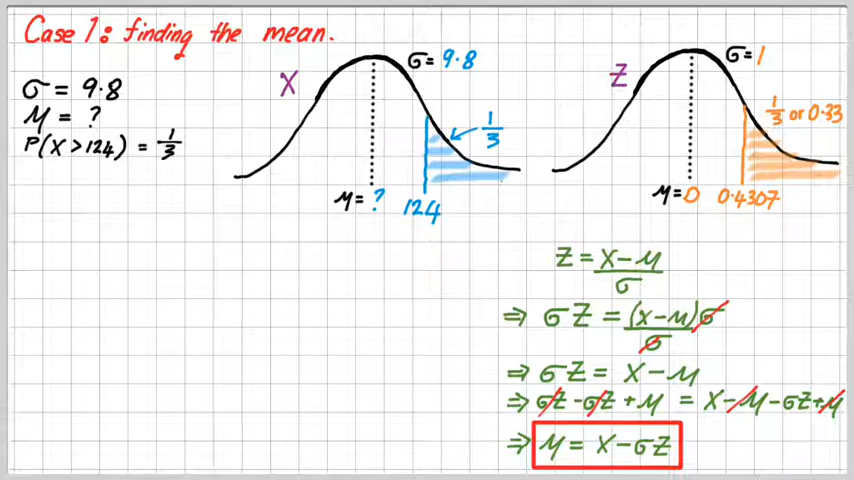 Case 1: finding the mean.
σ = 9.8
μ = ?
P(X > 124) = 1/3
X
σ = 9.8
1/3
μ = ?
124
Z
σ = 1
1/3 or 0.33
μ = 0
0.4307
Z = X - μ / σ
⇒ σZ = (X - μ)σ / σ
⇒ σZ = X - μ
⇒ σZ - σZ + μ = X - μ - σZ + μ
⇒ μ = X - σZ